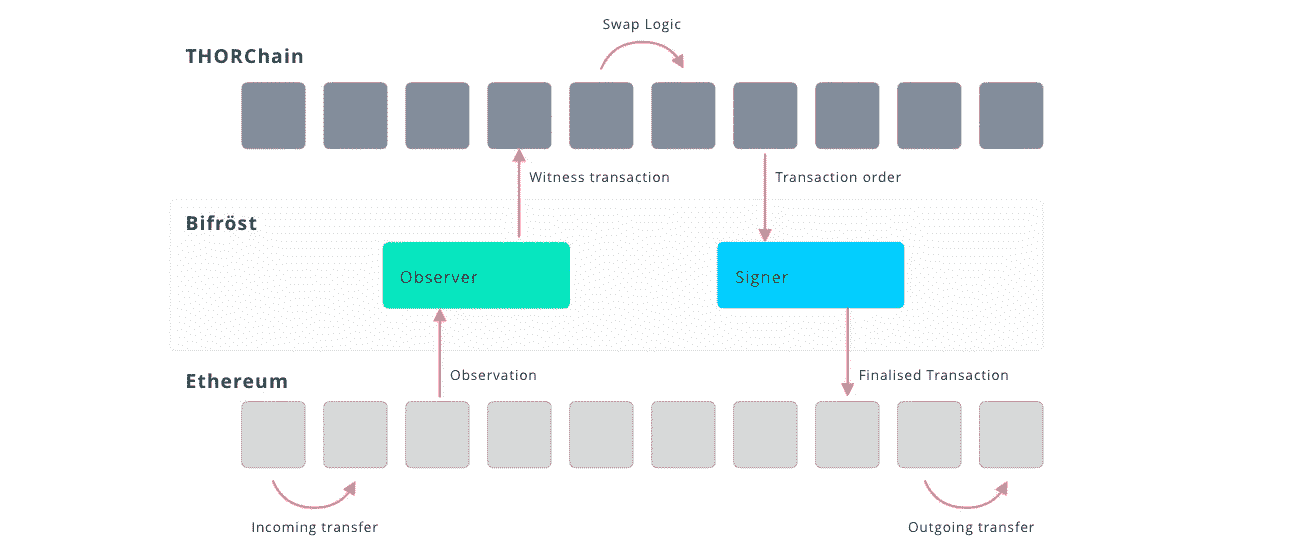 Swap Logic
THORChain
Witness transaction
Transaction order
Bifröst
Observer
Signer
Ethereum
Observation
Finalised Transaction
Incoming transfer
Outgoing transfer